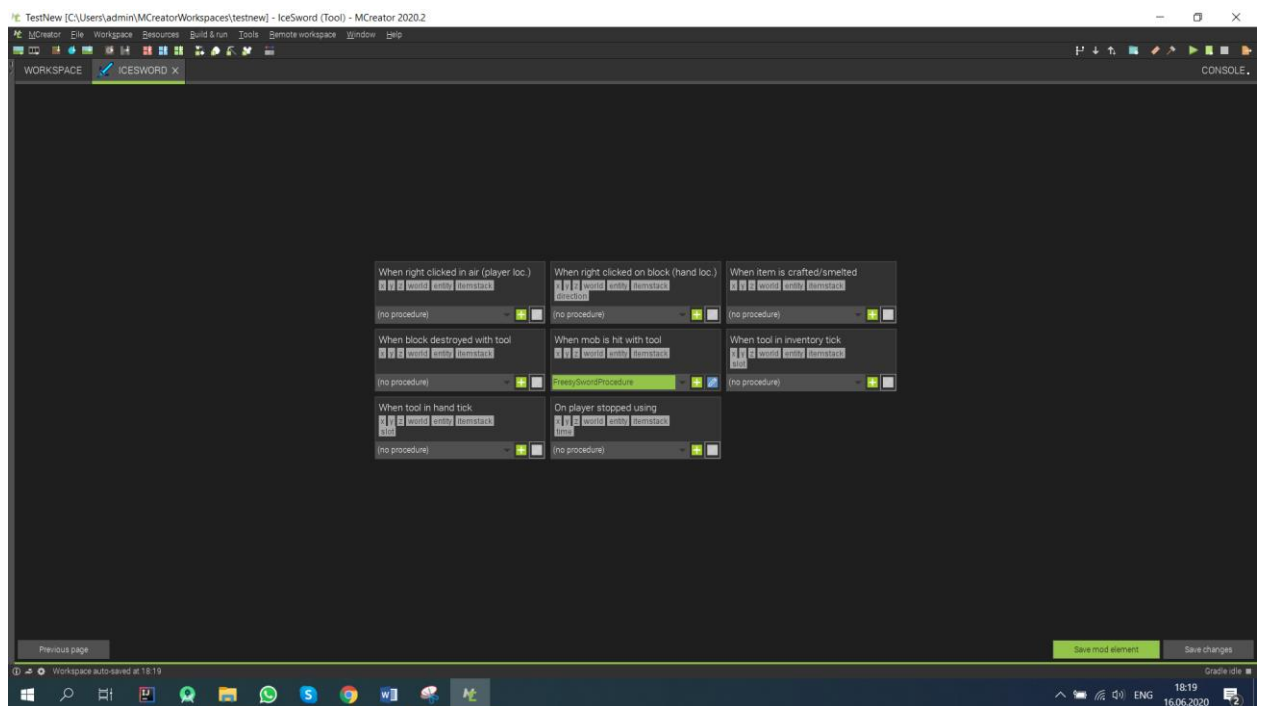 TestNew [C:\Users\admin\MCreatorWorkspaces\testnew] - IceSword (Tool) - MCreator 2020.2
MCreator File Workspace Resources Build & run Tools Remote workspace Window Help
WORKSPACE ICESWORD × CONSOLE
When right clicked in air (player loc.) When right clicked on block (hand loc.) When item is crafted/smelted
x y z world entity itemstack x y z world entity itemstack x y z world entity itemstack
direction
(no procedure) (no procedure) (no procedure)
When block destroyed with tool When mob is hit with tool When tool in inventory tick
x y z world entity itemstack x y z world entity itemstack x y z world entity itemstack
slot
(no procedure) FreesySwordProcedure (no procedure)
When tool in hand tick On player stopped using
x y z world entity itemstack x y z world entity itemstack
slot time
(no procedure) (no procedure)
Previous page Save mod element Save changes
Workspace auto-saved at 18:19 Gradle idle
ENG 18:19
16.06.2020
2